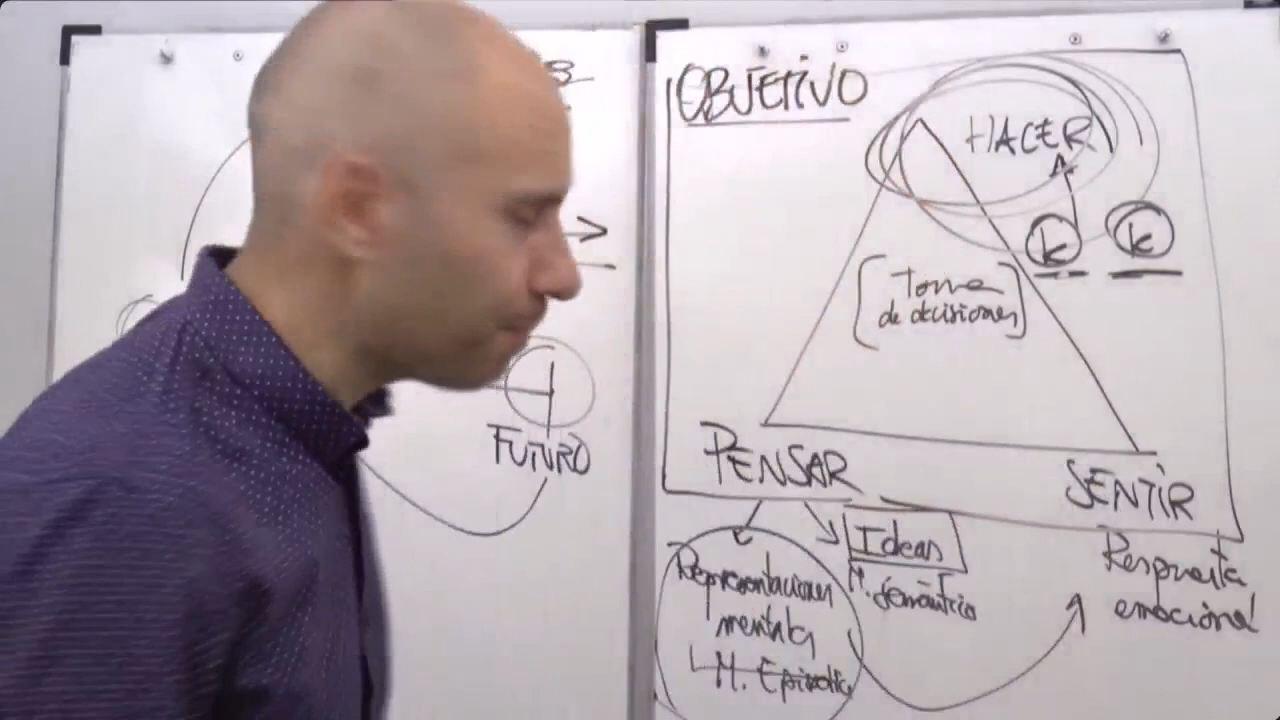 FUTURO
OBJETIVO
HACER
k k
Toma
de decisiones
PENSAR
SENTIR
Ideas
M. Semántica
Representaciones
mentales
M. Episódica
Respuesta
emocional